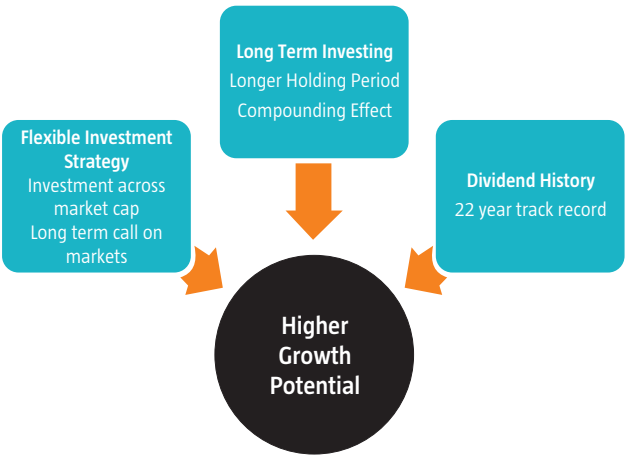 Long Term Investing
Longer Holding Period
Compounding Effect
Flexible Investment
Strategy
Investment across
market cap
Long term call on
markets
Dividend History
22 year track record
Higher
Growth
Potential